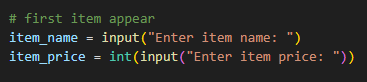 # first item appear
item_name = input("Enter item name: ")
item_price = int(input("Enter item price: "))